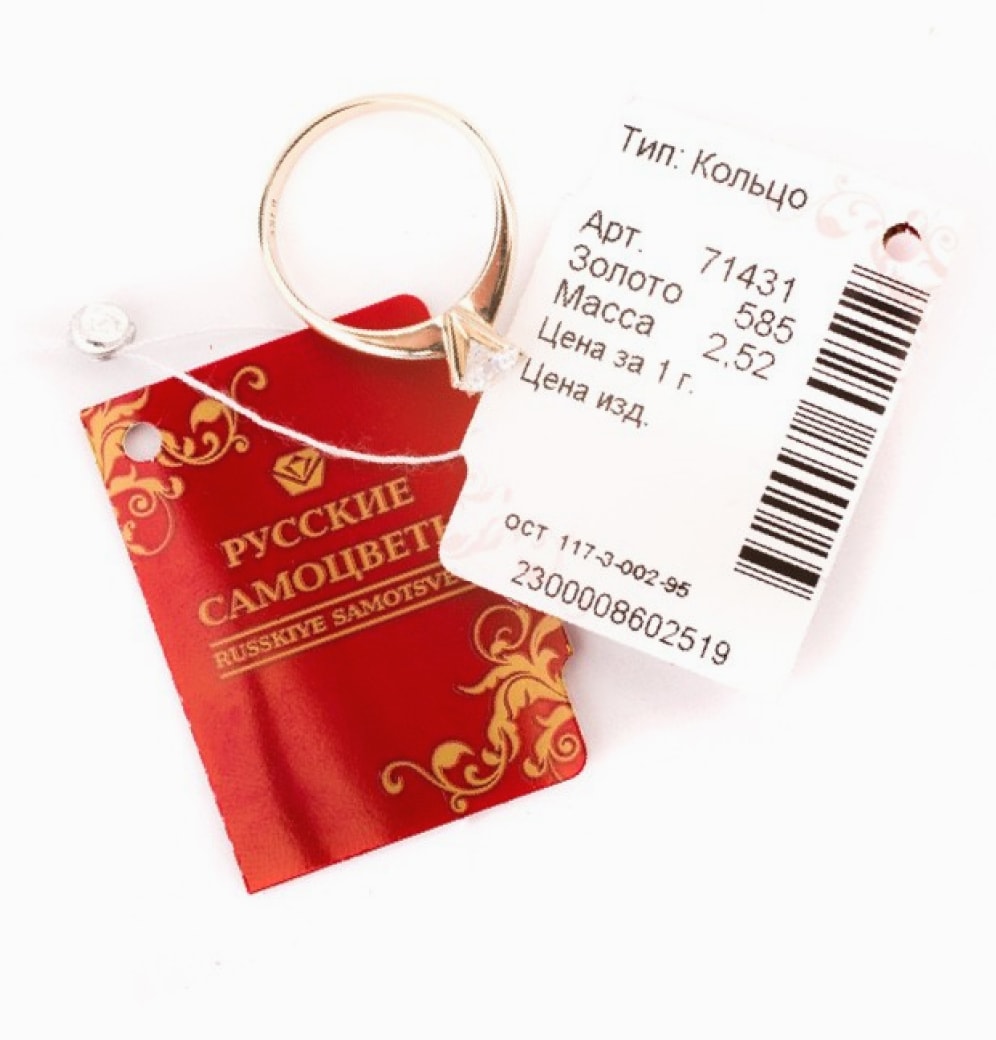 Тип: Кольцо
Арт. 71431
Золото 585
Масса 2,52
Цена за 1 г.
Цена изд.
ост 117-3-002-95
2300008602519
РУССКИЕ
САМОЦВЕТ
RUSSKIYE SAMOTSVE